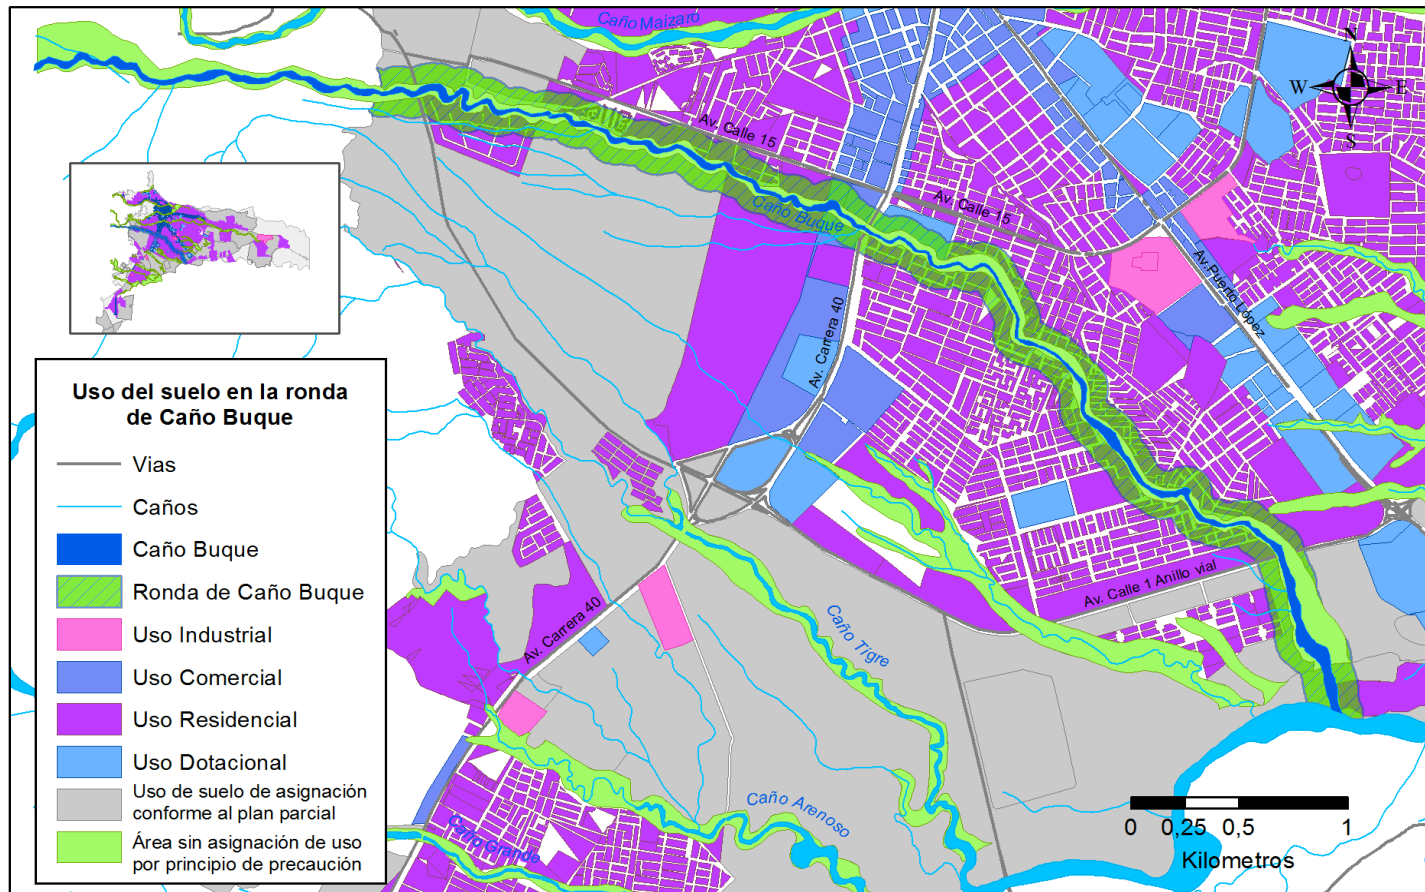 Caño Maizaro
N
W
E
S
Av. Calle 15
Caño Buque
Av. Calle 15
Av. Puerto López
Av. Carrera 40
Uso del suelo en la ronda
de Caño Buque
Vias
Caños
Caño Buque
Ronda de Caño Buque
Uso Industrial
Uso Comercial
Uso Residencial
Uso Dotacional
Uso de suelo de asignación
conforme al plan parcial
Área sin asignación de uso
por principio de precaución
Av. Calle 1 Anillo vial
Av. Carrera 40
Caño Tigre
Caño Arenoso
Caño Grande
0 0,25 0,5 1
Kilometros